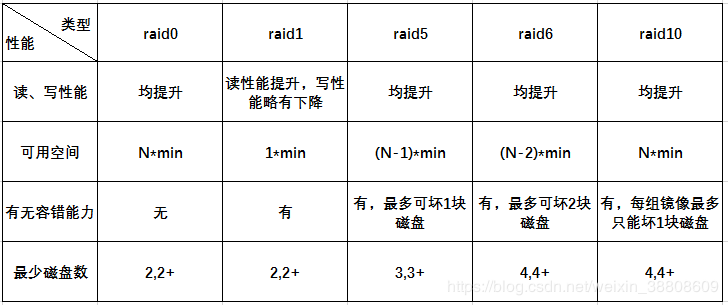 类型
性能
raid0
raid1
raid5
raid6
raid10
读、写性能
均提升
读性能提升，写性
能略有下降
均提升
均提升
均提升
可用空间
N*min
1*min
(N-1)*min
(N-2)*min
N*min
有无容错能力
无
有
有，最多可坏1块
磁盘
有，最多可坏2块
磁盘
有，每组镜像最多
只能坏1块磁盘
最少磁盘数
2,2+
2,2+
3,3+
4,4+
4,4+
https://blog.csdn.net/weixin_38808609